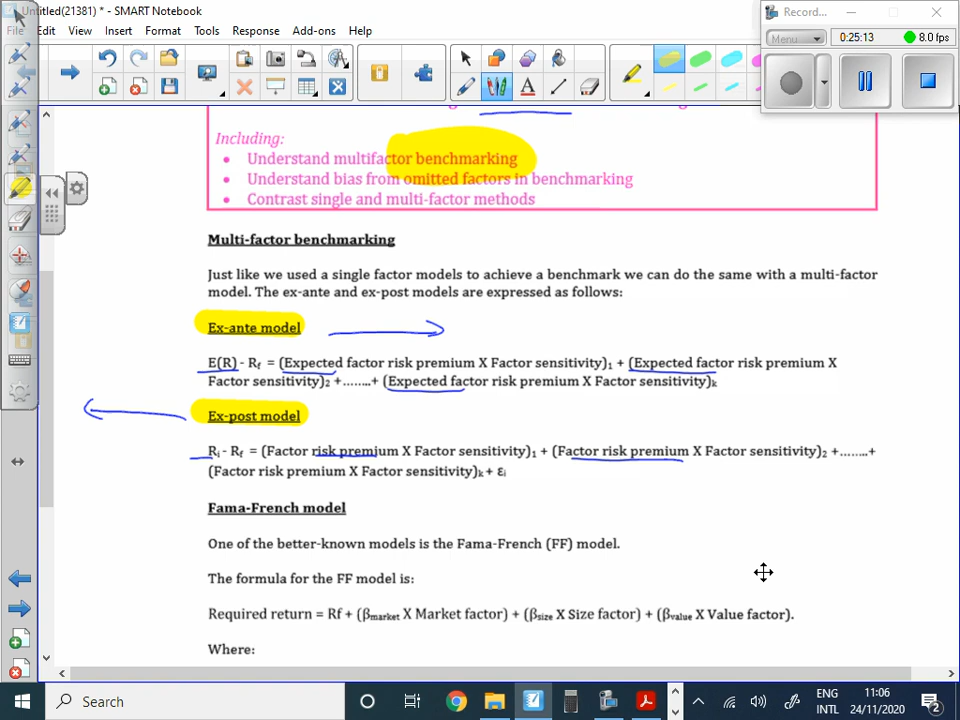 Untitled(21381) * - SMART Notebook
File Edit View Insert Format Tools Response Add-ons Help
Record...
Menu 0:25:13 8.0 fps
Including:
• Understand multifactor benchmarking
• Understand bias from omitted factors in benchmarking
• Contrast single and multi-factor methods
Multi-factor benchmarking
Just like we used a single factor models to achieve a benchmark we can do the same with a multi-factor
model. The ex-ante and ex-post models are expressed as follows:
Ex-ante model
E(R) - Rf = (Expected factor risk premium X Factor sensitivity)1 + (Expected factor risk premium X
Factor sensitivity)2 +……..+ (Expected factor risk premium X Factor sensitivity)k
Ex-post model
Ri - Rf = (Factor risk premium X Factor sensitivity)1 + (Factor risk premium X Factor sensitivity)2 +……..+
(Factor risk premium X Factor sensitivity)k + εi
Fama-French model
One of the better-known models is the Fama-French (FF) model.
The formula for the FF model is:
Required return = Rf + (βmarket X Market factor) + (βsize X Size factor) + (βvalue X Value factor).
Where:
Search
ENG
INTL
11:06
24/11/2020
2